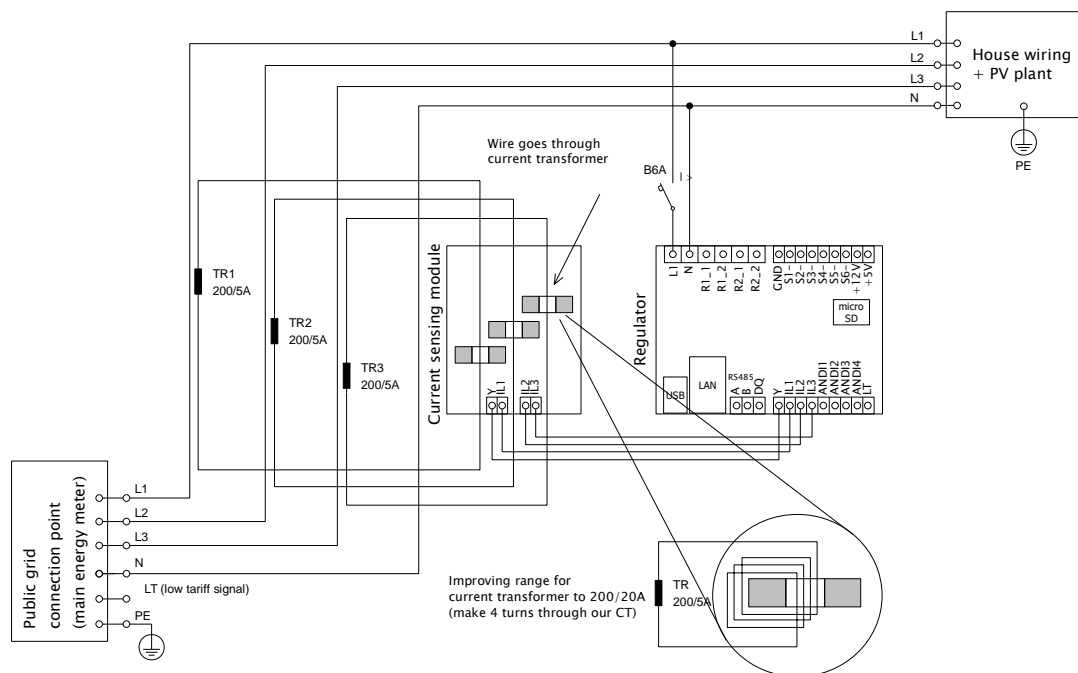 L1
L2
L3
N
House wiring
+ PV plant
PE
Wire goes through
current transformer
B6A
I >
TR1
200/5A
TR2
200/5A
TR3
200/5A
Current sensing module
Y
IL1
IL2
IL3
Regulator
L1
N
R1_1
R1_2
R2_1
R2_2
GND
S1-
S2-
S3-
S4-
S5-
S6-
+12V
+5V
micro
SD
USB
LAN
RS485
A
B
DQ
Y
IL1
IL2
IL3
ANDI1
ANDI2
ANDI3
ANDI4
LT
Public grid
connection point
(main energy meter)
L1
L2
L3
N
LT (low tariff signal)
PE
Improving range for
current transformer to 200/20A
(make 4 turns through our CT)
TR
200/5A